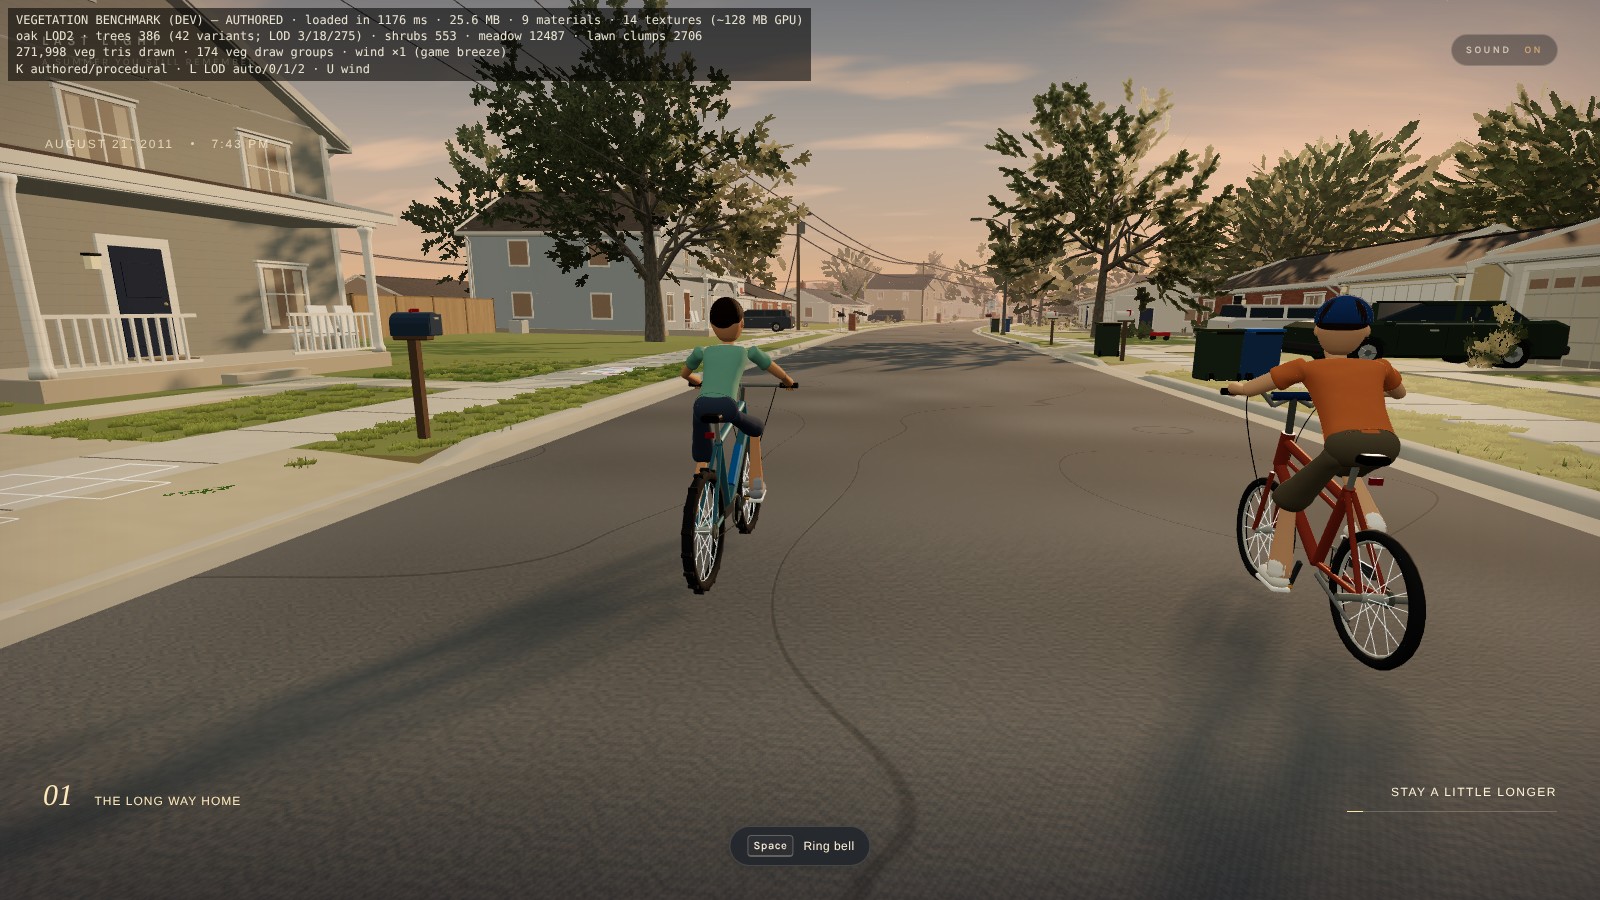 VEGETATION BENCHMARK (DEV) — AUTHORED · loaded in 1176 ms · 25.6 MB · 9 materials · 14 textures (~128 MB GPU)
oak LOD2 · trees 386 (42 variants; LOD 3/18/275) · shrubs 553 · meadow 12487 · lawn clumps 2706
271,998 veg tris drawn · 174 veg draw groups · wind ×1 (game breeze)
K authored/procedural · L LOD auto/0/1/2 · U wind
LAST LIGHT
SOUND ON
AUGUST 21, 2011 • 7:43 PM
01 THE LONG WAY HOME
STAY A LITTLE LONGER
Space Ring bell